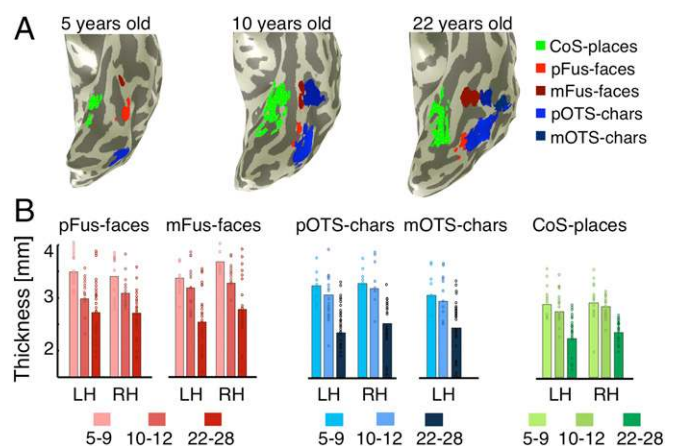 A
5 years old 10 years old 22 years old
CoS-places
pFus-faces
mFus-faces
pOTS-chars
mOTS-chars
B
pFus-faces mFus-faces pOTS-chars mOTS-chars CoS-places
Thickness [mm]
4
3
2
LH RH LH RH LH RH LH LH RH
5-9 10-12 22-28 5-9 10-12 22-28 5-9 10-12 22-28